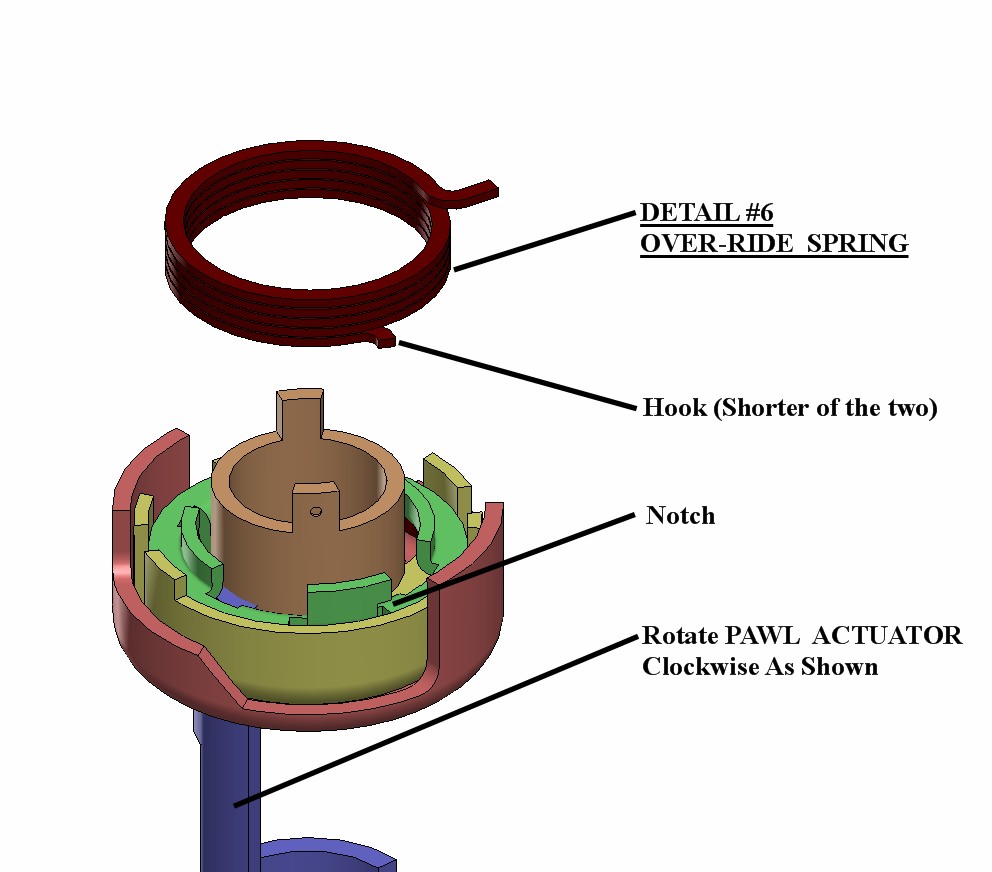 DETAIL #6
OVER-RIDE SPRING
Hook (Shorter of the two)
Notch
Rotate PAWL ACTUATOR
Clockwise As Shown